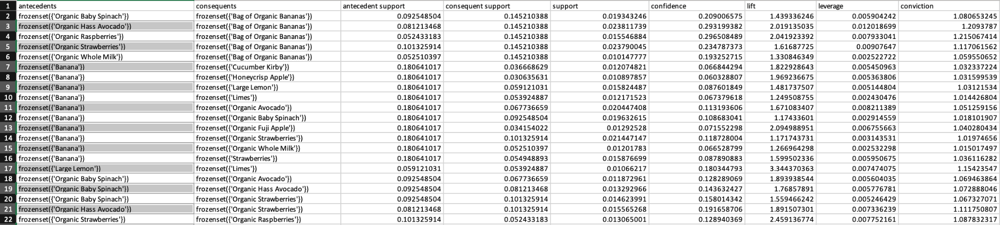 1 antecedents consequents antecedent support consequent support support confidence lift leverage conviction
2 frozenset({'Organic Baby Spinach'}) frozenset({'Bag of Organic Bananas'}) 0.092548504 0.145210388 0.019343246 0.209006575 1.439336246 0.005904242 1.080653245
3 frozenset({'Organic Hass Avocado'}) frozenset({'Bag of Organic Bananas'}) 0.081213468 0.145210388 0.023811739 0.293199382 2.019135035 0.012018699 1.2093787
4 frozenset({'Organic Raspberries'}) frozenset({'Bag of Organic Bananas'}) 0.052433183 0.145210388 0.015546884 0.296508489 2.041923392 0.007933041 1.215067414
5 frozenset({'Organic Strawberries'}) frozenset({'Bag of Organic Bananas'}) 0.101325914 0.145210388 0.023790045 0.234787373 1.61687725 0.00907647 1.117061562
6 frozenset({'Organic Whole Milk'}) frozenset({'Bag of Organic Bananas'}) 0.052510397 0.145210388 0.010147777 0.193252715 1.330846349 0.002522722 1.059550652
7 frozenset({'Banana'}) frozenset({'Cucumber Kirby'}) 0.180641017 0.036668629 0.012074821 0.066844294 1.822928643 0.005450963 1.032337224
8 frozenset({'Banana'}) frozenset({'Honeycrisp Apple'}) 0.180641017 0.030635631 0.010897857 0.060328807 1.969236675 0.005363806 1.031599539
9 frozenset({'Banana'}) frozenset({'Large Lemon'}) 0.180641017 0.059121031 0.015824487 0.087601849 1.481737507 0.005144804 1.03121534
10 frozenset({'Banana'}) frozenset({'Limes'}) 0.180641017 0.053924887 0.012171523 0.067379618 1.249508755 0.002430476 1.014426804
11 frozenset({'Banana'}) frozenset({'Organic Avocado'}) 0.180641017 0.067736659 0.020447408 0.113193606 1.671083407 0.008211389 1.051259156
12 frozenset({'Banana'}) frozenset({'Organic Baby Spinach'}) 0.180641017 0.092548504 0.019632615 0.108683041 1.17433601 0.002914559 1.018101907
13 frozenset({'Banana'}) frozenset({'Organic Fuji Apple'}) 0.180641017 0.034154022 0.01292528 0.071552298 2.094988951 0.006755663 1.040280434
14 frozenset({'Banana'}) frozenset({'Organic Strawberries'}) 0.180641017 0.101325914 0.021447147 0.118728004 1.171743731 0.003143531 1.01974656
15 frozenset({'Banana'}) frozenset({'Organic Whole Milk'}) 0.180641017 0.052510397 0.01201783 0.066528799 1.266964298 0.002532298 1.015017497
16 frozenset({'Banana'}) frozenset({'Strawberries'}) 0.180641017 0.054948893 0.015876699 0.087890883 1.599502336 0.005950675 1.036116282
17 frozenset({'Large Lemon'}) frozenset({'Limes'}) 0.059121031 0.053924887 0.01066217 0.180344793 3.344370363 0.007474075 1.15423547
18 frozenset({'Organic Baby Spinach'}) frozenset({'Organic Avocado'}) 0.092548504 0.067736659 0.011872961 0.128289069 1.893938544 0.005604035 1.069463864
19 frozenset({'Organic Baby Spinach'}) frozenset({'Organic Hass Avocado'}) 0.092548504 0.081213468 0.013292966 0.143632427 1.76857891 0.005776781 1.072888046
20 frozenset({'Organic Baby Spinach'}) frozenset({'Organic Strawberries'}) 0.092548504 0.101325914 0.014623991 0.158014342 1.559466242 0.005246429 1.067327071
21 frozenset({'Organic Hass Avocado'}) frozenset({'Organic Strawberries'}) 0.081213468 0.101325914 0.015565268 0.191658706 1.891507301 0.007336239 1.111750807
22 frozenset({'Organic Strawberries'}) frozenset({'Organic Raspberries'}) 0.101325914 0.052433183 0.013065001 0.128940369 2.459136774 0.007752161 1.087832317